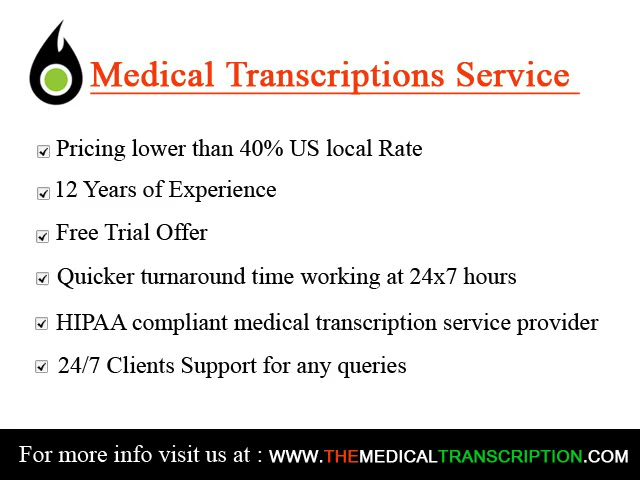 Medical Transcriptions Service
Pricing lower than 40% US local Rate
12 Years of Experience
Free Trial Offer
Quicker turnaround time working at 24x7 hours
HIPAA compliant medical transcription service provider
24/7 Clients Support for any queries
For more info visit us at : WWW.THEMEDICALTRANSCRIPTION.COM